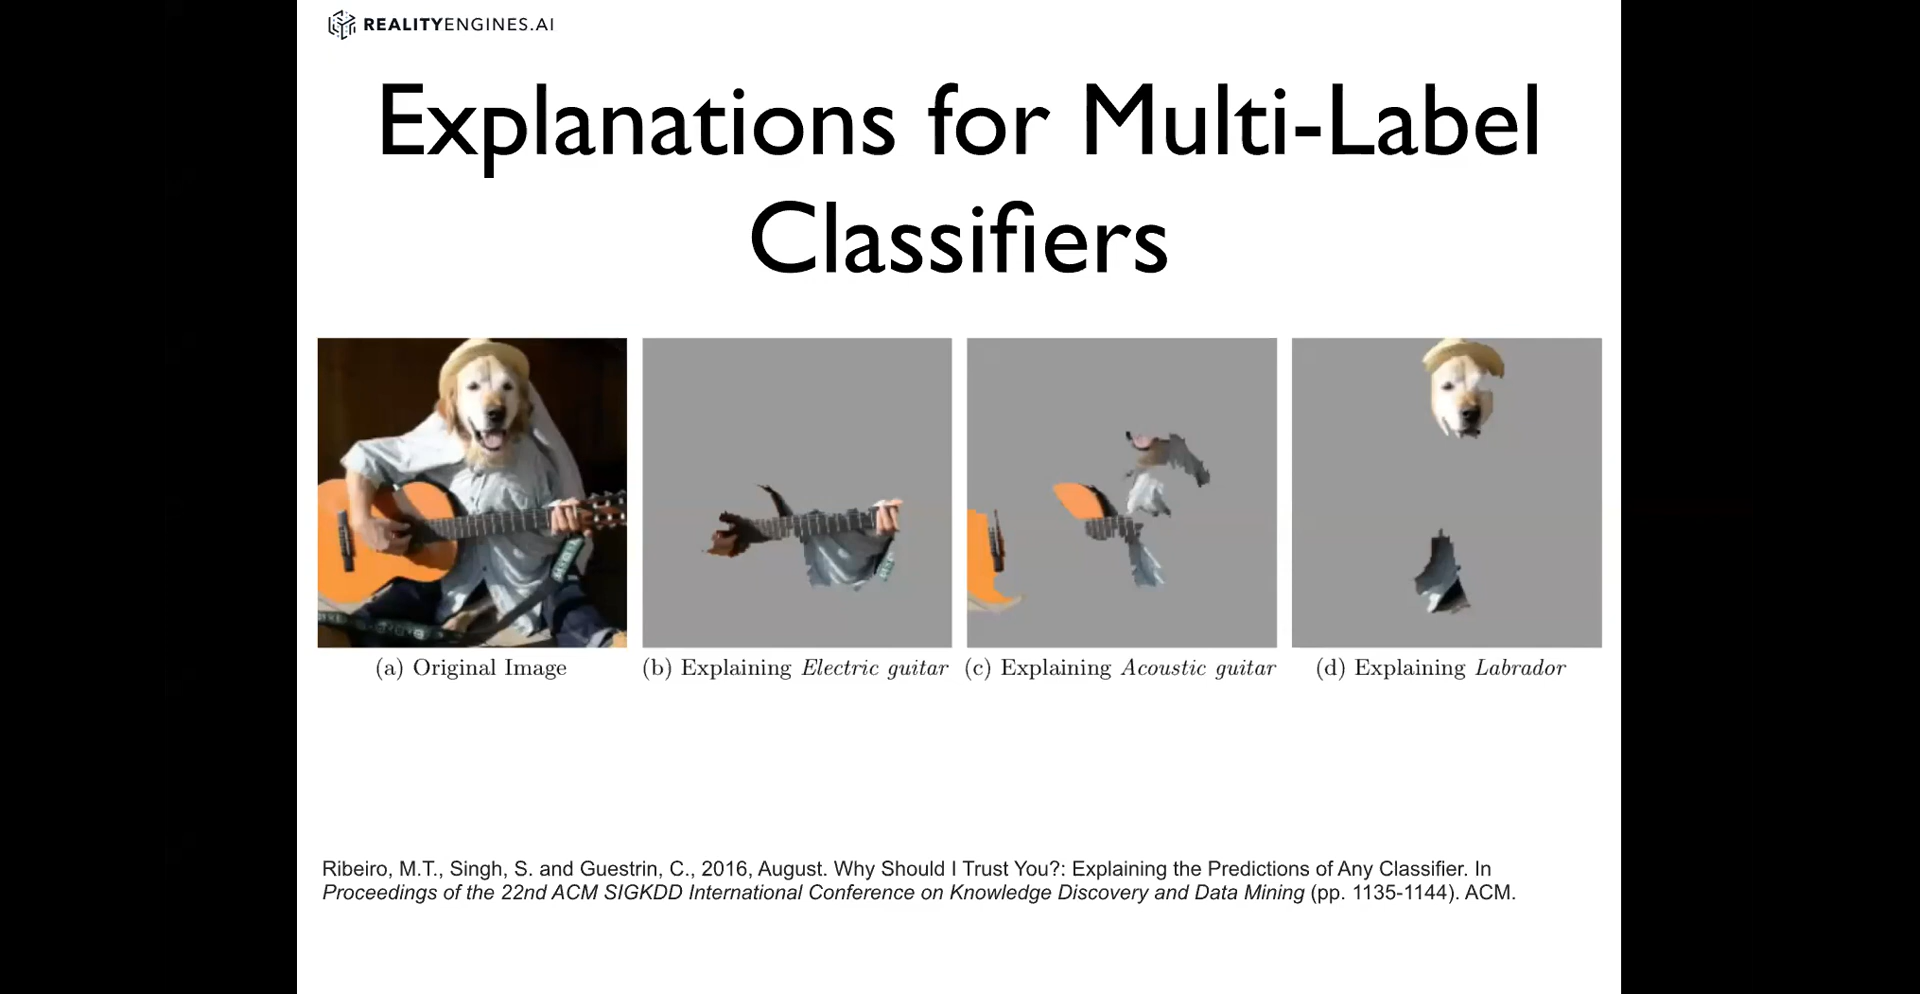 REALITYENGINES.AI
Explanations for Multi-Label
Classifiers
(a) Original Image
(b) Explaining Electric guitar
(c) Explaining Acoustic guitar
(d) Explaining Labrador
Ribeiro, M.T., Singh, S. and Guestrin, C., 2016, August. Why Should I Trust You?: Explaining the Predictions of Any Classifier. In
Proceedings of the 22nd ACM SIGKDD International Conference on Knowledge Discovery and Data Mining (pp. 1135-1144). ACM.